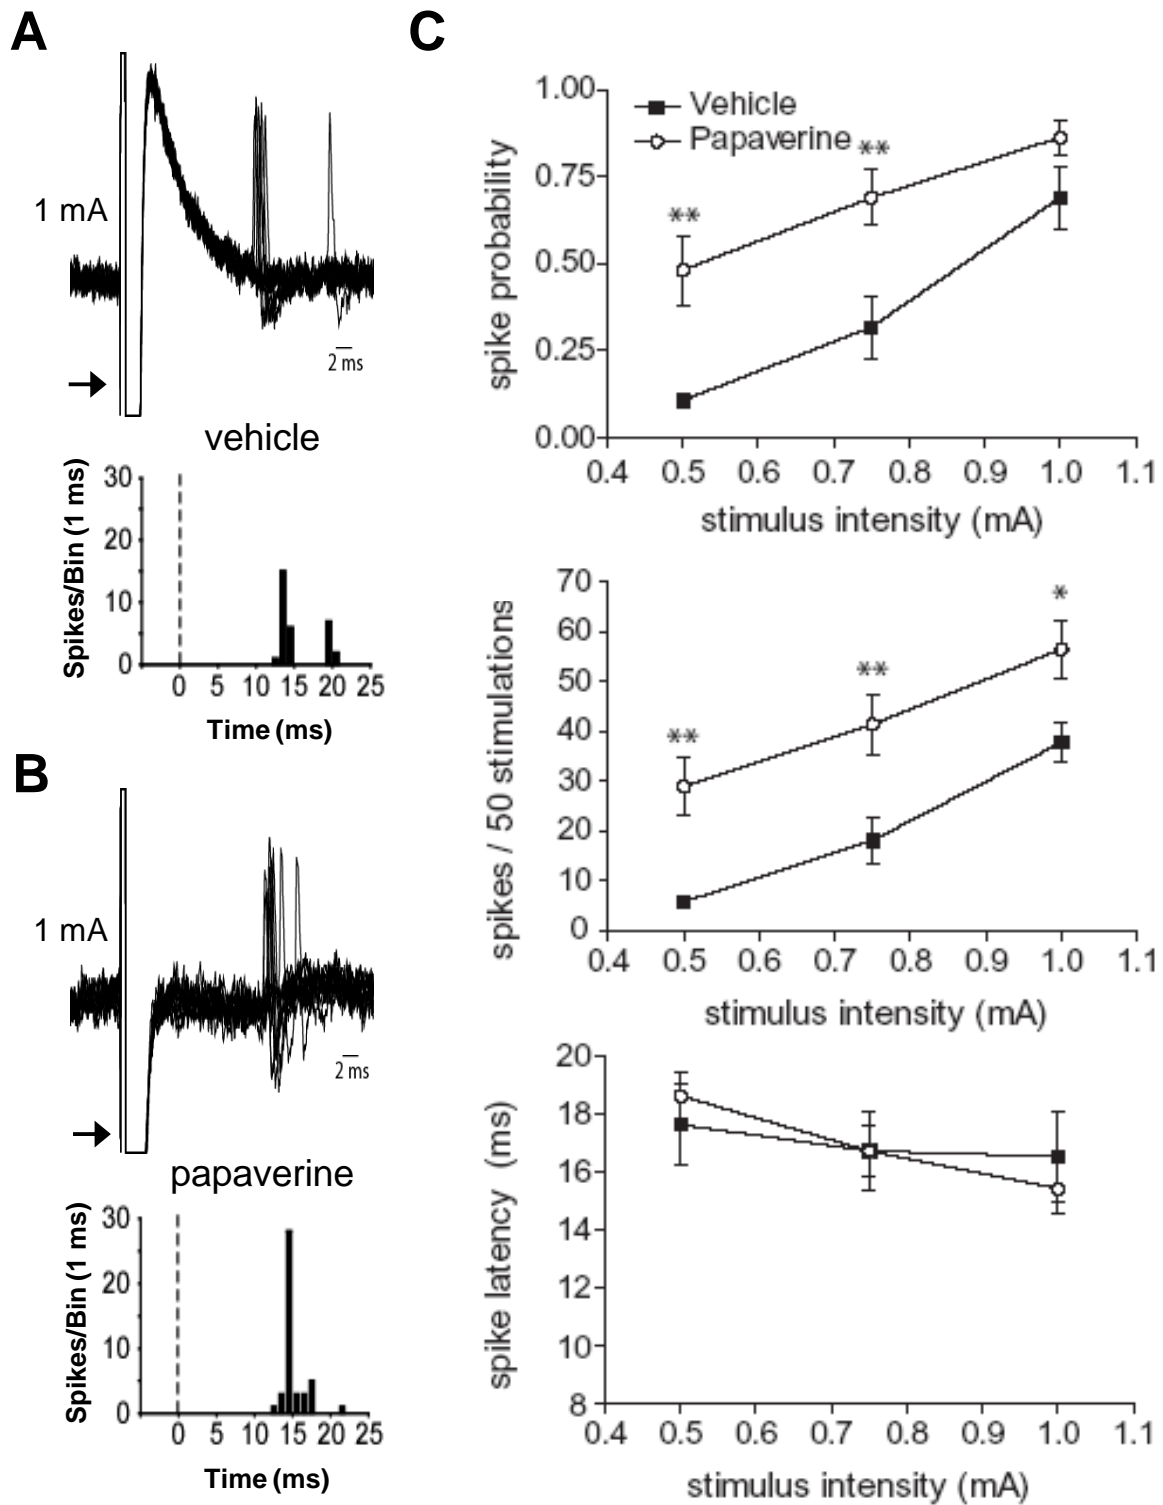 A
1 mA
2 ms
vehicle
Spikes/Bin (1 ms)
30
20
10
0
0 5 10 15 20 25
Time (ms)
B
1 mA
2 ms
papaverine
Spikes/Bin (1 ms)
30
20
10
0
0 5 10 15 20 25
Time (ms)
C
Vehicle
Papaverine
**
**
spike probability
1.00
0.75
0.50
0.25
0.00
0.4 0.5 0.6 0.7 0.8 0.9 1.0 1.1
stimulus intensity (mA)
spikes / 50 stimulations
70
60
50
40
30
20
10
0
**
**
*
0.4 0.5 0.6 0.7 0.8 0.9 1.0 1.1
stimulus intensity (mA)
spike latency (ms)
20
18
16
14
12
10
8
0.4 0.5 0.6 0.7 0.8 0.9 1.0 1.1
stimulus intensity (mA)